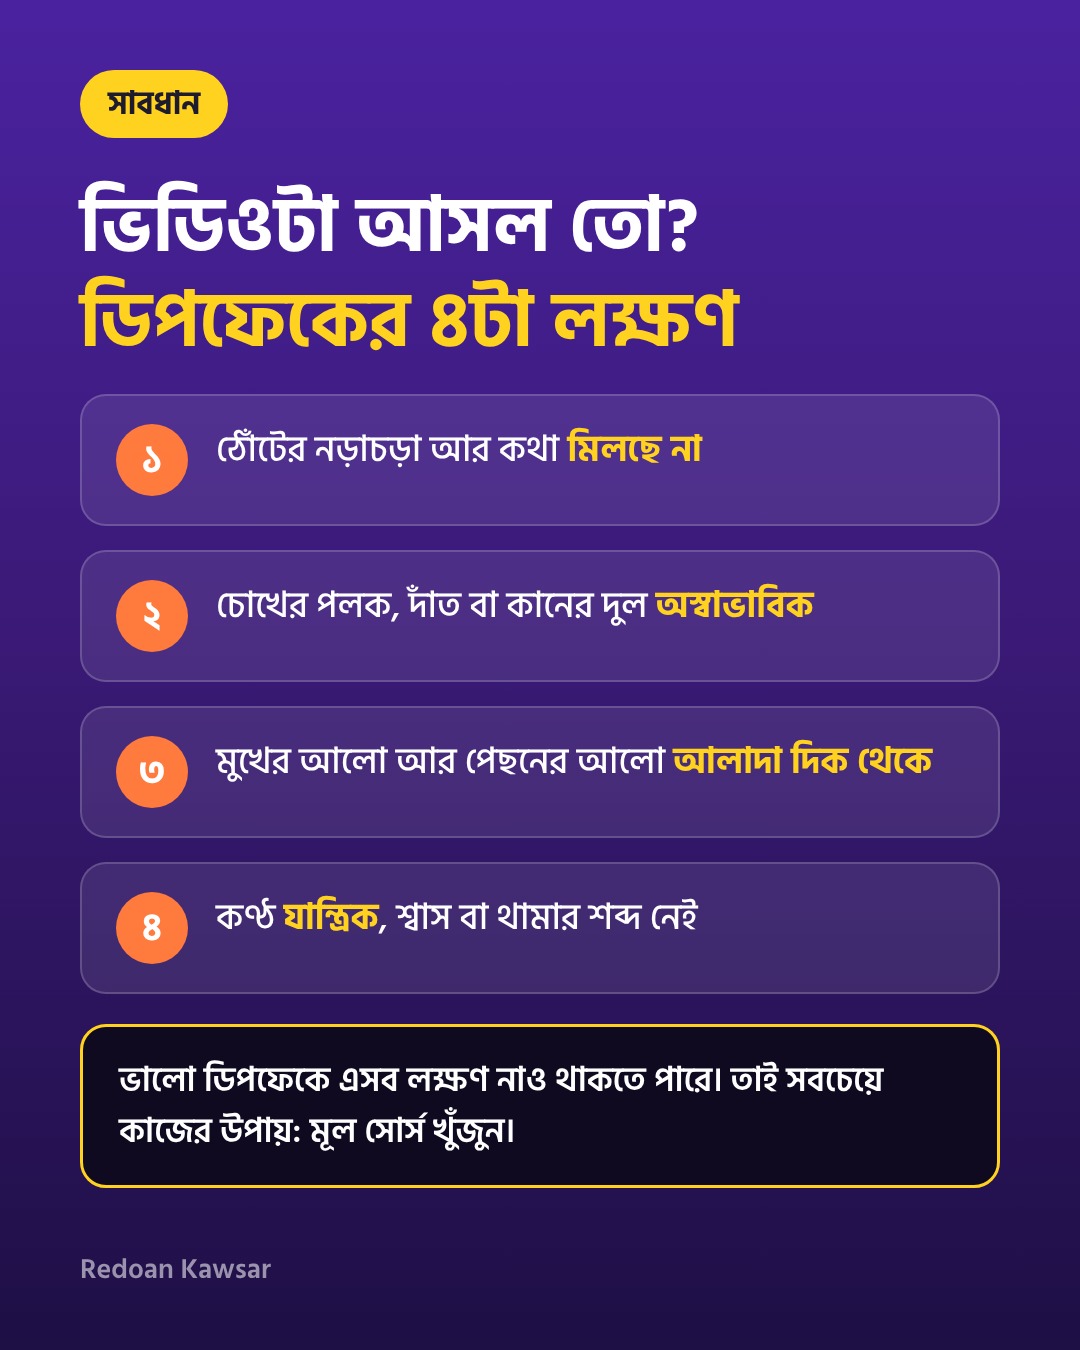 সাবধান
ভিডিওটা আসল তো?
ডিপফেকের ৪টা লক্ষণ
১ ঠোঁটের নড়াচড়া আর কথা মিলছে না
২ চোখের পলক, দাঁত বা কানের দুল অস্বাভাবিক
৩ মুখের আলো আর পেছনের আলো আলাদা দিক থেকে
৪ কণ্ঠ যান্ত্রিক, শ্বাস বা থামার শব্দ নেই
ভালো ডিপফেকে এসব লক্ষণ নাও থাকতে পারে। তাই সবচেয়ে
কাজের উপায়: মূল সোর্স খুঁজুন।
Redoan Kawsar